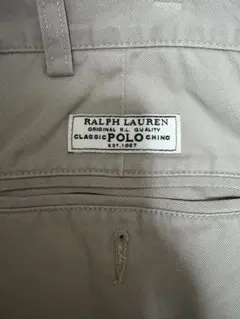 RALPH LAUREN
ORIGINAL R.L. QUALITY
CLASSIC POLO CHINO
EST. 1967